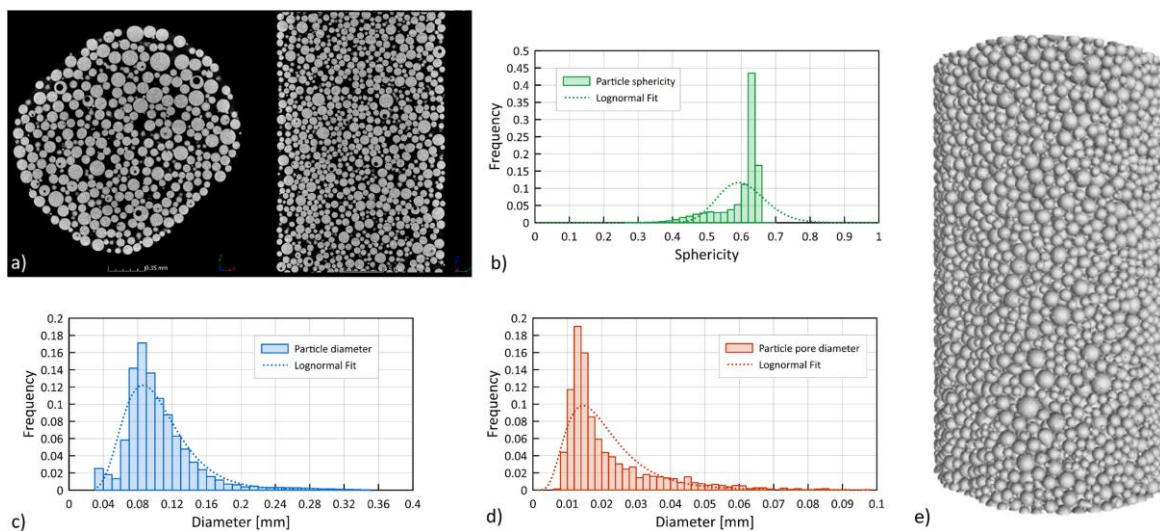 a)
0.35 mm
0.5
0.45
0.4
0.35
0.3
0.25
0.2
0.15
0.1
0.05
0
Frequency
Particle sphericity
Lognormal Fit
0 0.1 0.2 0.3 0.4 0.5 0.6 0.7 0.8 0.9 1
Sphericity
b)
0.2
0.18
0.16
0.14
0.12
0.1
0.08
0.06
0.04
0.02
0
Frequency
Particle diameter
Lognormal Fit
0 0.04 0.08 0.12 0.16 0.2 0.24 0.28 0.32 0.36 0.4
Diameter [mm]
c)
0.2
0.18
0.16
0.14
0.12
0.1
0.08
0.06
0.04
0.02
0
Frequency
Particle pore diameter
Lognormal Fit
0 0.01 0.02 0.03 0.04 0.05 0.06 0.07 0.08 0.09 0.1
Diameter [mm]
d)
e)